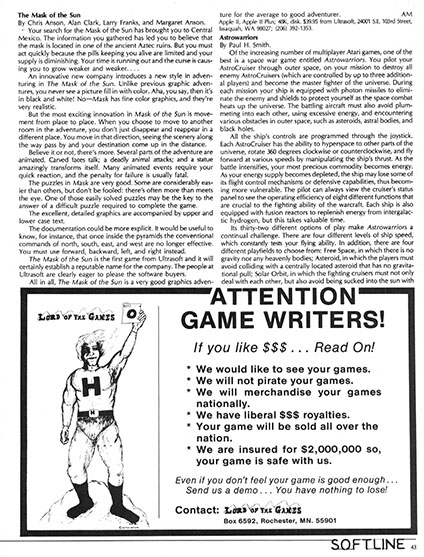 The Mask of the Sun
By Chris Anson, Alan Clark, Larry Franks, and Margaret Anson.
Your search for the Mask of the Sun has brought you to Central
Mexico. The information you gathered has led you to believe that
the mask is located in one of the ancient Aztec ruins. But you must
act quickly because the pills keeping you alive are limited and your
supply is diminishing. Your time is running out and the curse is caus-
ing you to grow weaker and weaker. . . .
An innovative new company introduces a new style in adven-
turing in The Mask of the Sun. Unlike previous graphic adven-
tures, you never see a picture fill in with color. Aha, you say, then it's
in black and white! No—Mask has fine color graphics, and they're
very realistic.
But the most exciting innovation in Mask of the Sun is move-
ment from place to place. When you choose to move to another
room in the adventure, you don't just disappear and reappear in a
different place. You move in that direction, seeing the scenery along
the way pass by and your destination come up in the distance.
Believe it or not, there's more. Several parts of the adventure are
animated. Carved faces talk; a deadly animal attacks; and a statue
amazingly transforms itself. Many animated events require your
quick reaction, and the penalty for failure is usually fatal.
The puzzles in Mask are very good. Some are considerably eas-
ier than others, but don't be fooled: there's often more than meets
the eye. One of those easily solved puzzles may be the key to the
answer of a difficult puzzle required to complete the game.
The excellent, detailed graphics are accompanied by upper and
lower case text.
The documentation could be more explicit. It would be useful to
know, for instance, that once inside the pyramids the conventional
commands of north, south, east, and west are no longer effective.
You must use forward, backward, left, and right instead.
The Mask of the Sun is the first game from Ultrasoft and it will
certainly establish a reputable name for the company. The people at
Ultrasoft are clearly eager to please the software buyers.
All in all, The Mask of the Sun is a very good graphics adven-
ture for the average to good adventurer. AM
Apple II, Apple II Plus; 48K, disk. $39.95 from Ultrasoft, 24001 S.E. 103rd Street,
Issaquah, WA 98027; (206) 392-1353.
Astrowarriors
By Paul H. Smith.
Of the increasing number of multiplayer Atari games, one of the
best is a space war game entitled Astrowarriors. You pilot your
AstroCruiser through outer space, on your mission to destroy all
enemy AstroCruisers (which are controlled by up to three addition-
al players) and become the master fighter of the universe. During
each mission your ship is equipped with photon missiles to elimi-
nate the enemy and shields to protect yourself as the space combat
heats up the universe. The battling aircraft must also avoid plum-
meting into each other, using excessive energy, and encountering
various obstacles in outer space, such as asteroids, astral bodies, and
black holes.
All the ship's controls are programmed through the joystick.
Each AstroCruiser has the ability to hyperspace to other parts of the
universe, rotate 360 degrees clockwise or counterclockwise, and fly
forward at various speeds by manipulating the ship's thrust. As the
battle intensifies, your most precious commodity becomes energy.
As your energy supply becomes depleted, the ship may lose some of
its flight control mechanisms or defensive capabilities, thus becom-
ing more vulnerable. The pilot can always view the cruiser's status
panel to see the operating efficiency of eight different functions that
are crucial to the fighting ability of the warcraft. Each ship is also
equipped with fusion reactors to replenish energy from intergalac-
tic hydrogen, but this takes valuable time.
Its thirty-two different options of play make Astrowarriors a
continual challenge. There are four different levels of ship speed,
which constantly tests your flying ability. In addition, there are four
different playfields to choose from: Free Space, in which there is no
gravity nor any heavenly bodies; Asteroid, in which the players must
avoid colliding with a centrally located asteroid that has no gravita-
tional pull; Solar Orbit, in which the fighting cruisers must not only
deal with each other, but also avoid being sucked into the sun with
LORD OF THE GAMES
H
ATTENTION
GAME WRITERS!
If you like $$$ . . . Read On!
* We would like to see your games.
* We will not pirate your games.
* We will merchandise your games
nationally.
* We have liberal $$$ royalties.
* Your game will be sold all over the
nation.
* We are insured for $2,000,000 so,
your game is safe with us.
Even if you don't feel your game is good enough . . .
Send us a demo . . . You have nothing to lose!
Contact: LORD OF THE GAMES
Box 6592, Rochester, MN. 55901
SOFTLINE 43